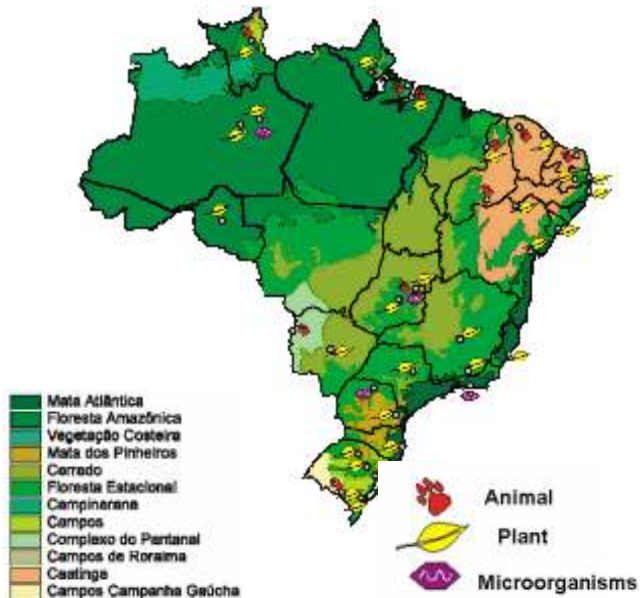 Mata Atlântica
Floresta Amazônica
Vegetação Costeira
Mata dos Pinheiros
Cerrado
Floresta Estacional
Campinarana
Campos
Complexo do Pantanal
Campos de Roraima
Caatinga
Campos Campanha Gaúcha
Animal
Plant
Microorganisms